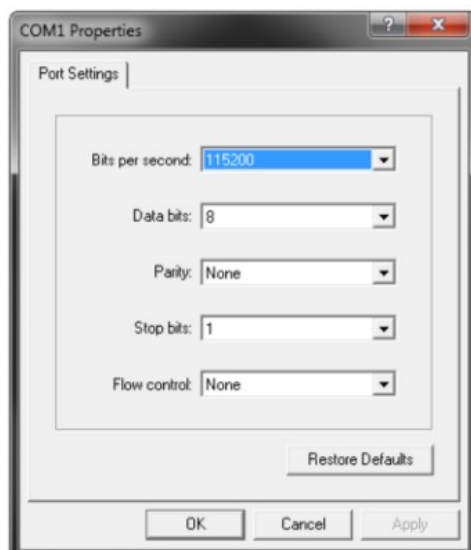 COM1 Properties
Port Settings
Bits per second: 115200
Data bits: 8
Parity: None
Stop bits: 1
Flow control: None
Restore Defaults
OK Cancel Apply